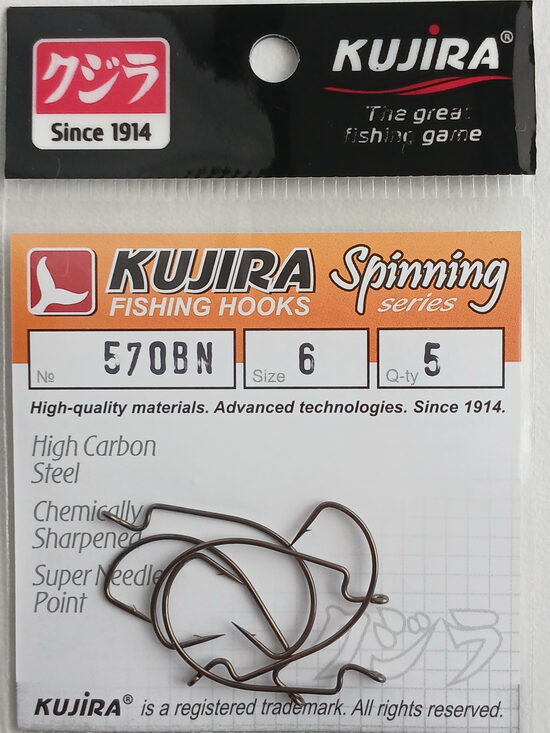 クジラ
Since 1914
KUJIRA®
The great
fishing game
KUJIRA
FISHING HOOKS
Spinning
series
№ 570BN
Size 6
Q-ty 5
High-quality materials. Advanced technologies. Since 1914.
High Carbon
Steel
Chemically
Sharpened
Super Needle
Point
クジラ
KUJIRA® is a registered trademark. All rights reserved.